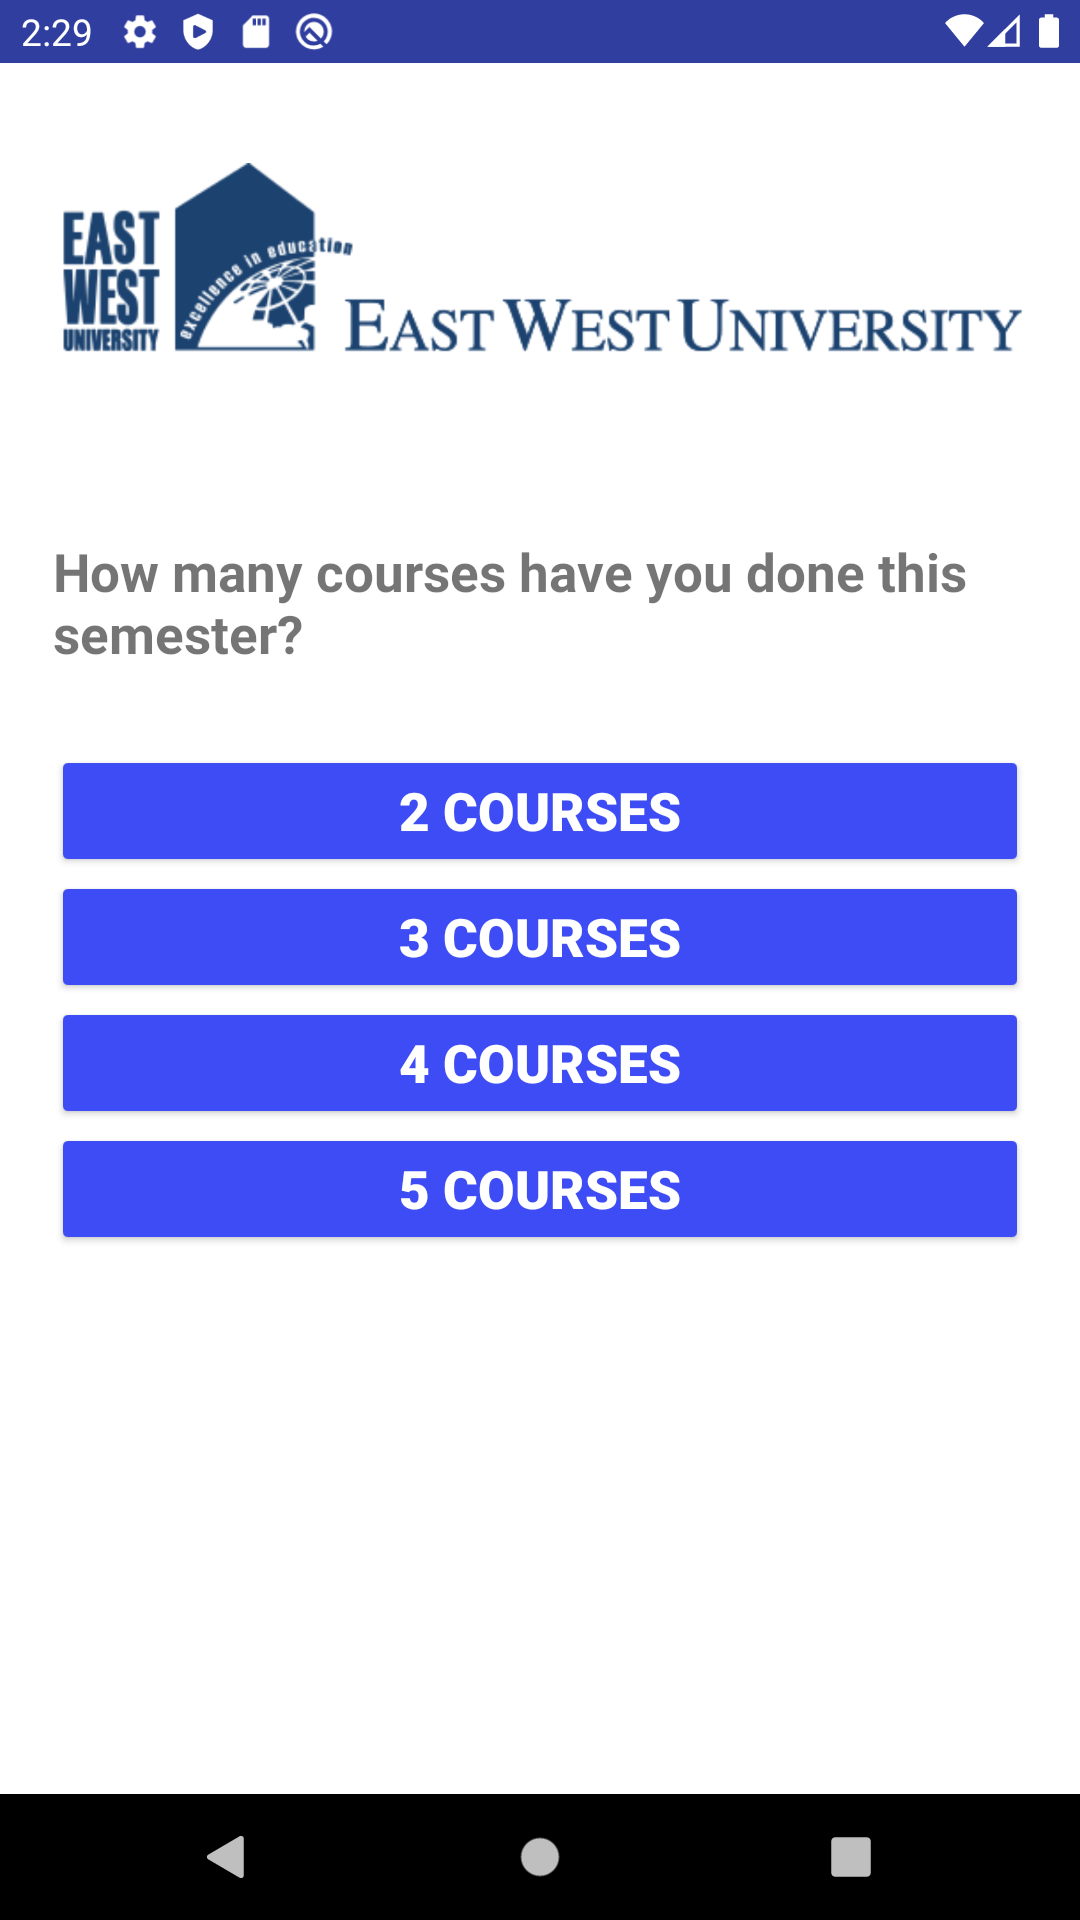 2:29
EAST
WEST
UNIVERSITY
excellence in education
EAST WEST UNIVERSITY
How many courses have you done this
semester?
2 COURSES
3 COURSES
4 COURSES
5 COURSES